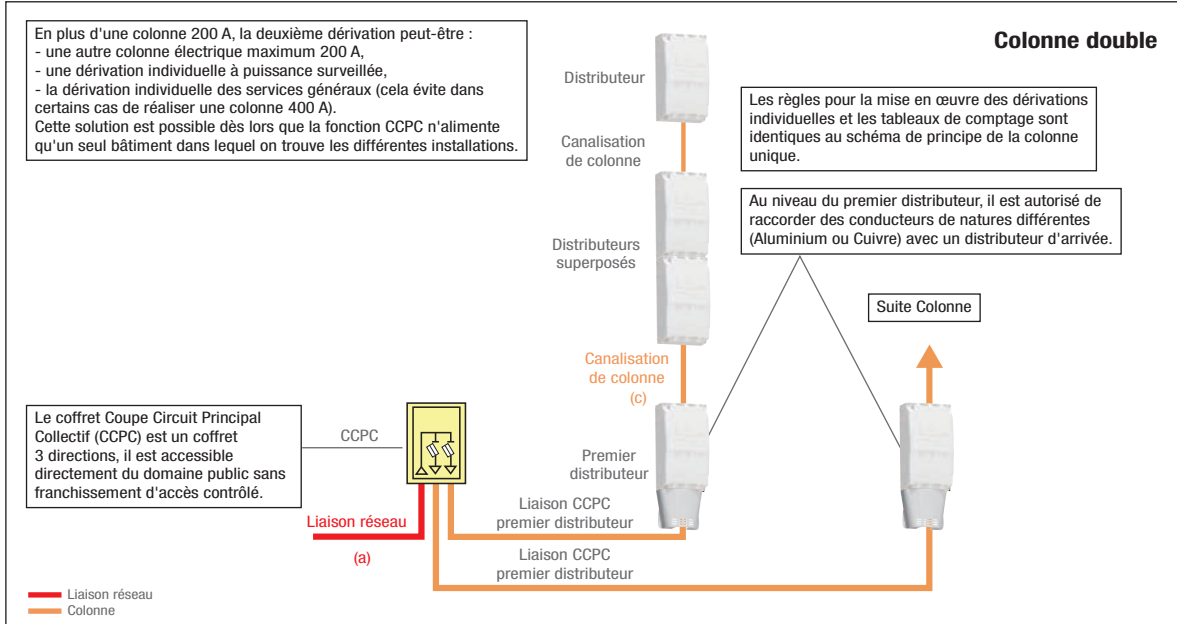 Colonne double
En plus d'une colonne 200 A, la deuxième dérivation peut-être :
- une autre colonne électrique maximum 200 A,
- une dérivation individuelle à puissance surveillée,
- la dérivation individuelle des services généraux (cela évite dans
certains cas de réaliser une colonne 400 A).
Cette solution est possible dès lors que la fonction CCPC n'alimente
qu'un seul bâtiment dans lequel on trouve les différentes installations.
Distributeur
Canalisation
de colonne
Distributeurs
superposés
Canalisation
de colonne
(c)
Premier
distributeur
Les règles pour la mise en œuvre des dérivations
individuelles et les tableaux de comptage sont
identiques au schéma de principe de la colonne
unique.
Au niveau du premier distributeur, il est autorisé de
raccorder des conducteurs de natures différentes
(Aluminium ou Cuivre) avec un distributeur d'arrivée.
Suite Colonne
Le coffret Coupe Circuit Principal
Collectif (CCPC) est un coffret
3 directions, il est accessible
directement du domaine public sans
franchissement d'accès contrôlé.
CCPC
Liaison réseau
(a)
Liaison CCPC
premier distributeur
Liaison CCPC
premier distributeur
Liaison réseau
Colonne